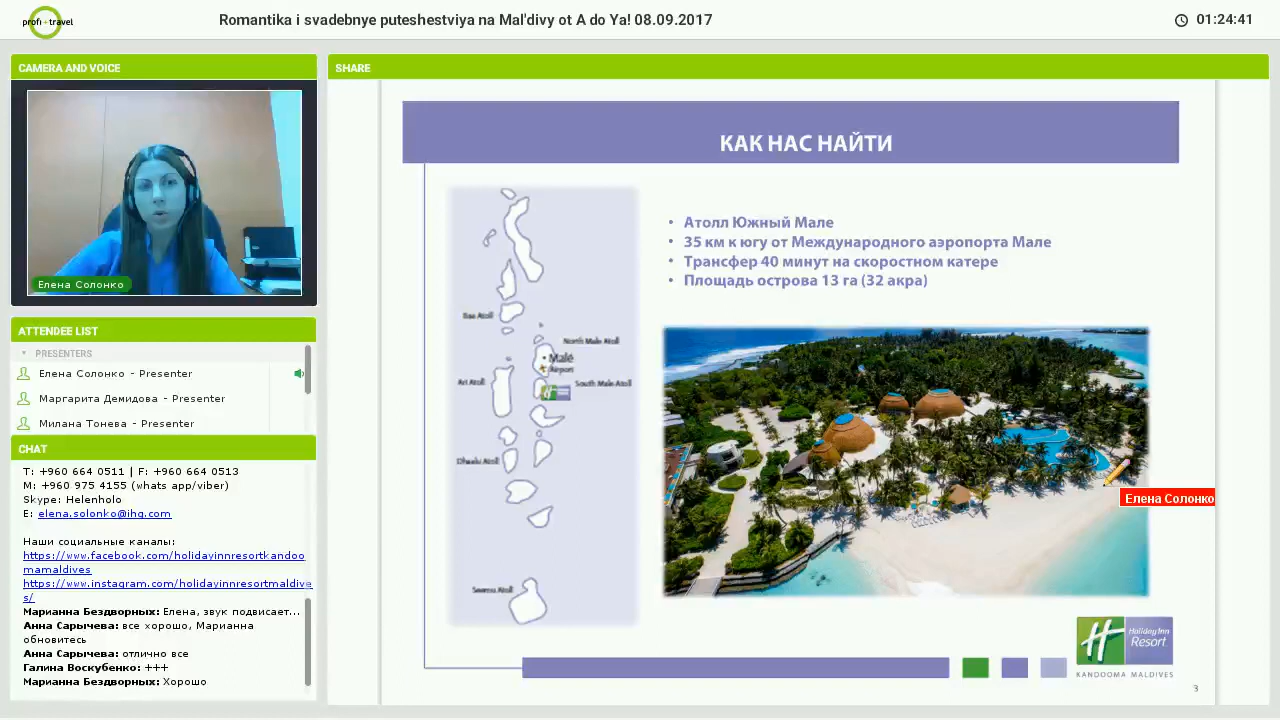 profi travel
Romantika i svadebnye puteshestviya na Mal'divy ot A do Ya! 08.09.2017
01:24:41
CAMERA AND VOICE
Елена Солонко
ATTENDEE LIST
PRESENTERS
Елена Солонко - Presenter
Маргарита Демидова - Presenter
Милана Тонева - Presenter
CHAT
T: +960 664 0511 | F: +960 664 0513
M: +960 975 4155 (whats app/viber)
Skype: Helenholo
E: elena.solonko@ihg.com
Наши социальные каналы:
https://www.facebook.com/holidayinnresortkandoo
mamaldives
https://www.instagram.com/holidayinnresortmaldive
s/
Марианна Бездворных: Елена, звук подвисает...
Анна Сарычева: все хорошо, Марианна
обновитесь
Анна Сарычева: отлично все
Галина Воскубенко: +++
Марианна Бездворных: Хорошо
SHARE
КАК НАС НАЙТИ
Baa Atoll
North Male Atoll
Malé
Airport
Ari Atoll
South Male Atoll
Dhaalu Atoll
Seenu Atoll
• Атолл Южный Мале
• 35 км к югу от Международного аэропорта Мале
• Трансфер 40 минут на скоростном катере
• Площадь острова 13 га (32 акра)
Елена Солонко
H
Holiday Inn
Resort
KANDOOMA MALDIVES
3